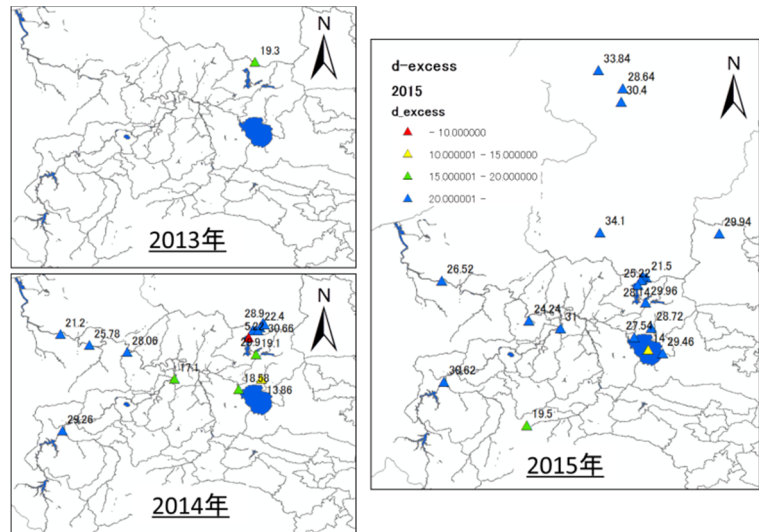 N
19.3
2013年
N
28.9
22.4
30.66
19.1
21.2
25.78
28.06
17.1
18.58
13.86
29.26
2014年
d-excess
2015
d_excess
- 10 000000
10 000001 - 15 000000
15 000001 - 20 000000
20 000001 -
N
33.84
28.64
30.4
34.1
29.94
26.52
25.22
21.5
28.14
29.96
24.24
31
28.72
27.54
14
29.46
30.62
19.5
2015年